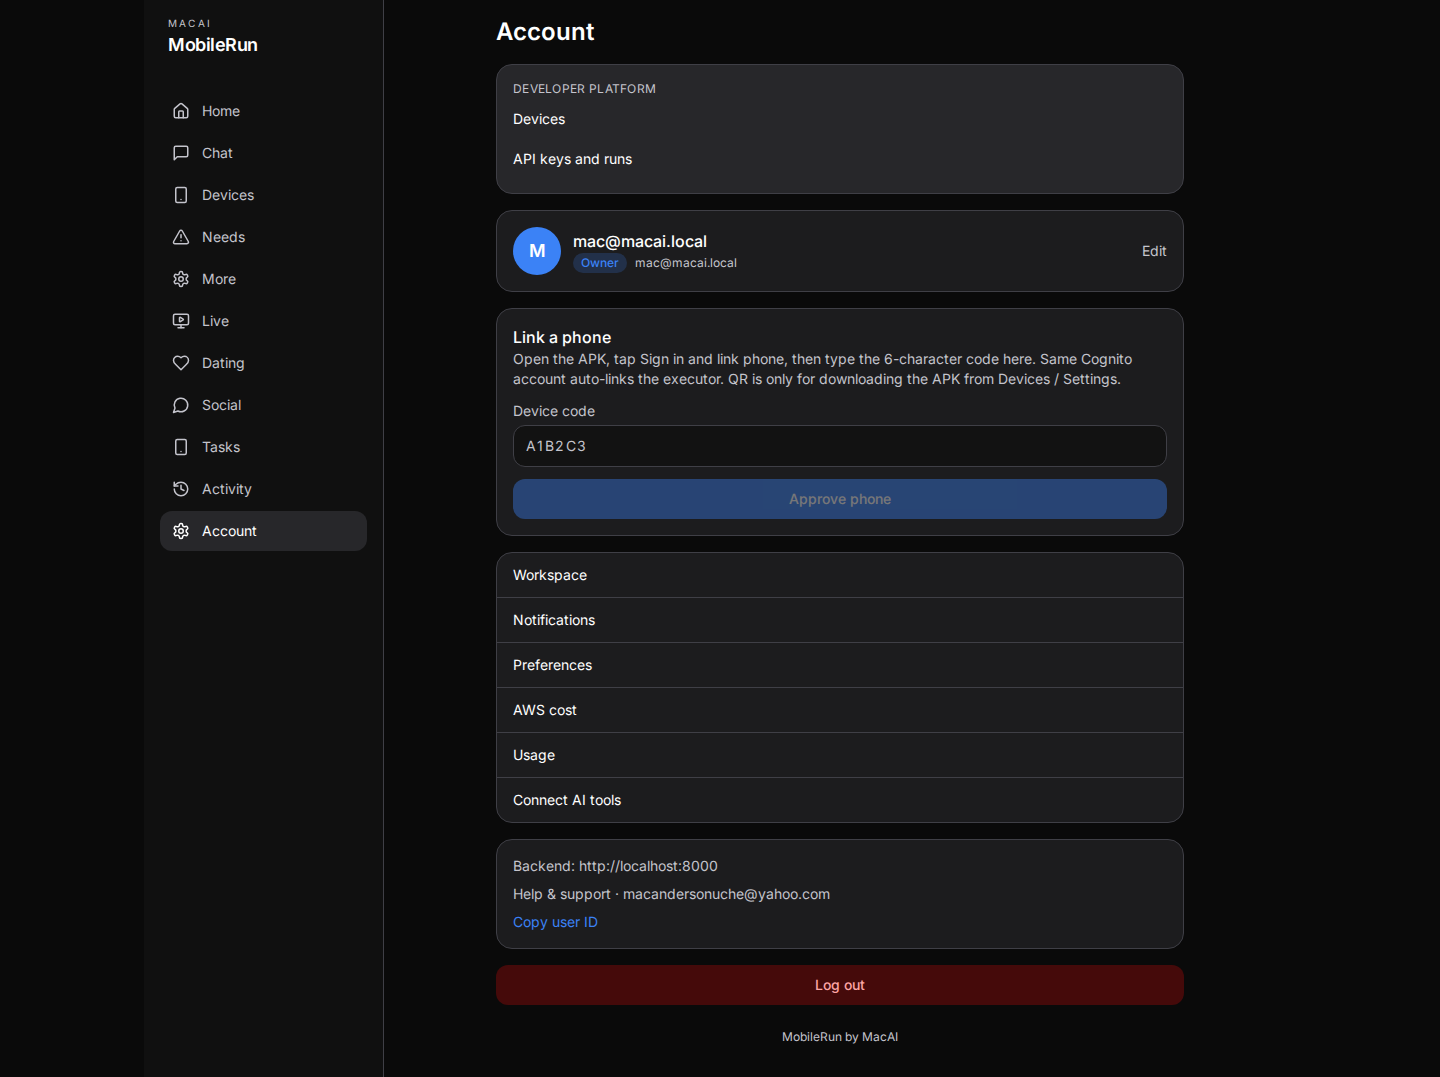 MACAI
MobileRun
Home
Chat
Devices
Needs
More
Live
Dating
Social
Tasks
Activity
Account
Account
DEVELOPER PLATFORM
Devices
API keys and runs
M
mac@macai.local
Owner mac@macai.local
Edit
Link a phone
Open the APK, tap Sign in and link phone, then type the 6-character code here. Same Cognito
account auto-links the executor. QR is only for downloading the APK from Devices / Settings.
Device code
A1B2C3
Approve phone
Workspace
Notifications
Preferences
AWS cost
Usage
Connect AI tools
Backend: http://localhost:8000
Help & support · macandersonuche@yahoo.com
Copy user ID
Log out
MobileRun by MacAI